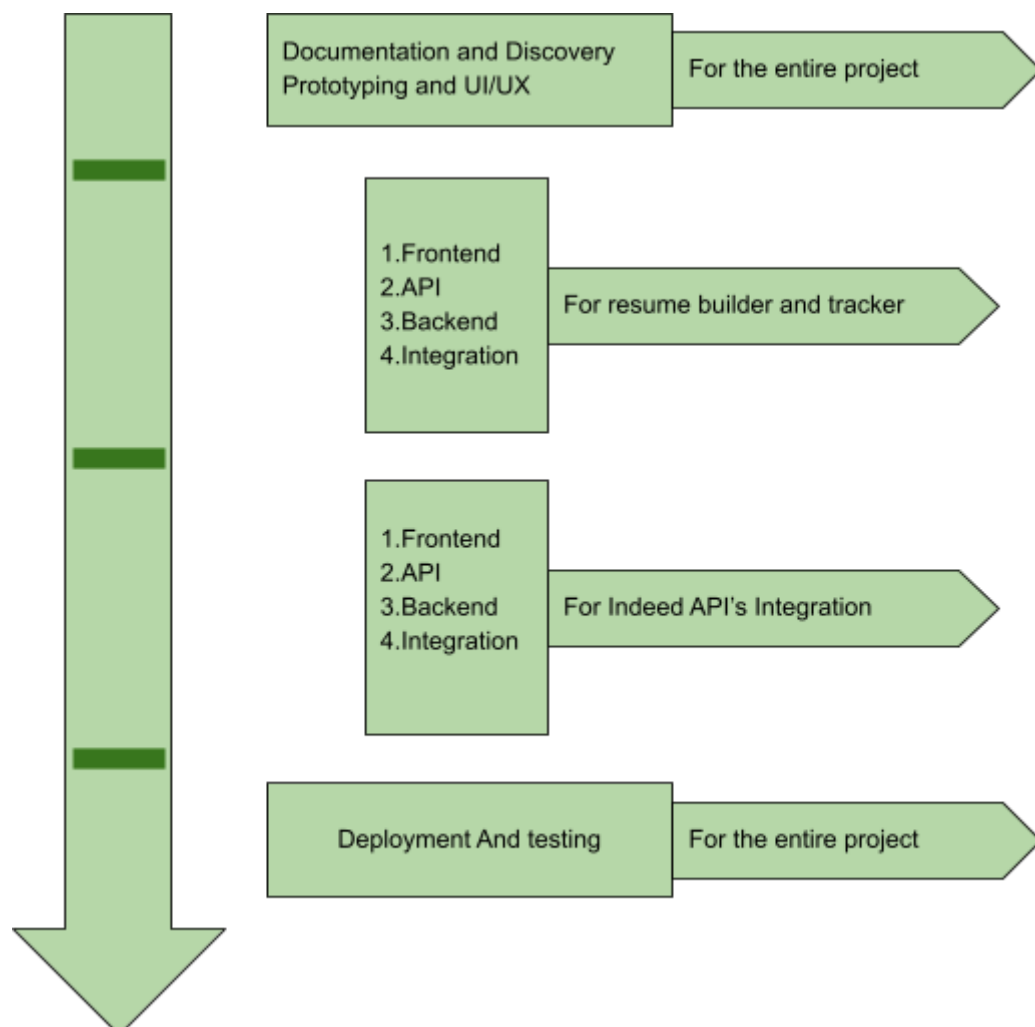 Documentation and Discovery
Prototyping and UI/UX
For the entire project
1.Frontend
2.API
3.Backend
4.Integration
For resume builder and tracker
1.Frontend
2.API
3.Backend
4.Integration
For Indeed API’s Integration
Deployment And testing
For the entire project